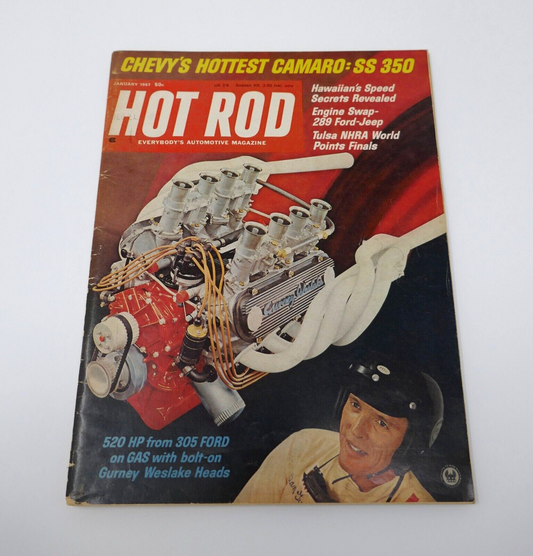 CHEVY'S HOTTEST CAMARO: SS 350
JANUARY 1967 50c
HOT ROD
EVERYBODY'S AUTOMOTIVE MAGAZINE
Hawaiian's Speed
Secrets Revealed
Engine Swap-
289 Ford-Jeep
Tulsa NHRA World
Points Finals
Gurney Weslake
520 HP from 305 FORD
on GAS with bolt-on
Gurney Weslake Heads